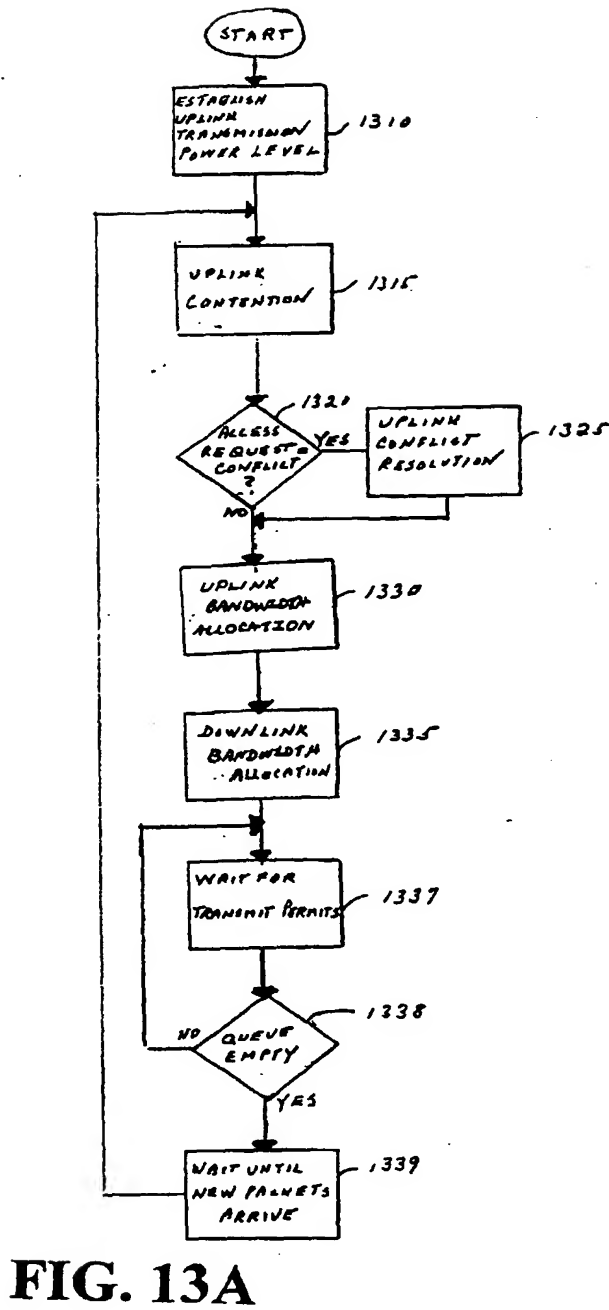 START
ESTABLISH
UPLINK
TRANSMISSION
POWER LEVEL
1310
UPLINK
CONTENTION
1315
1320
ACCESS
REQUEST=
CONFLICT
?
YES
NO
UPLINK
CONFLICT
RESOLUTION
1325
UPLINK
BANDWIDTH
ALLOCATION
1330
DOWNLINK
BANDWIDTH
ALLOCATION
1335
WAIT FOR
TRANSMIT PERMITS
1337
1338
NO
QUEUE
EMPTY
YES
WAIT UNTIL
NEW PACKETS
ARRIVE
1339
FIG. 13A